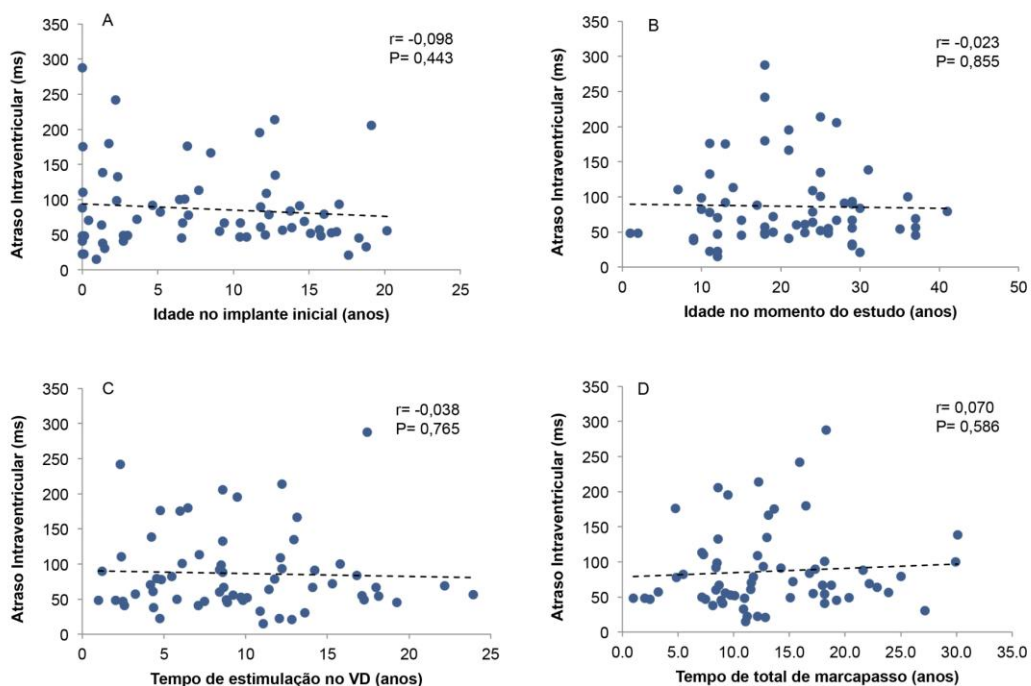 A
r= -0,098
P= 0,443
Atraso Intraventricular (ms)
350
300
250
200
150
100
50
0
0 5 10 15 20 25
Idade no implante inicial (anos)
B
r= -0,023
P= 0,855
Atraso Intraventricular (ms)
350
300
250
200
150
100
50
0
0 10 20 30 40 50
Idade no momento do estudo (anos)
C
r= -0,038
P= 0,765
Atraso Intraventricular (ms)
350
300
250
200
150
100
50
0
0 5 10 15 20 25
Tempo de estimulação no VD (anos)
D
r= 0,070
P= 0,586
Atraso Intraventricular (ms)
350
300
250
200
150
100
50
0
0.0 5.0 10.0 15.0 20.0 25.0 30.0 35.0
Tempo de total de marcapasso (anos)